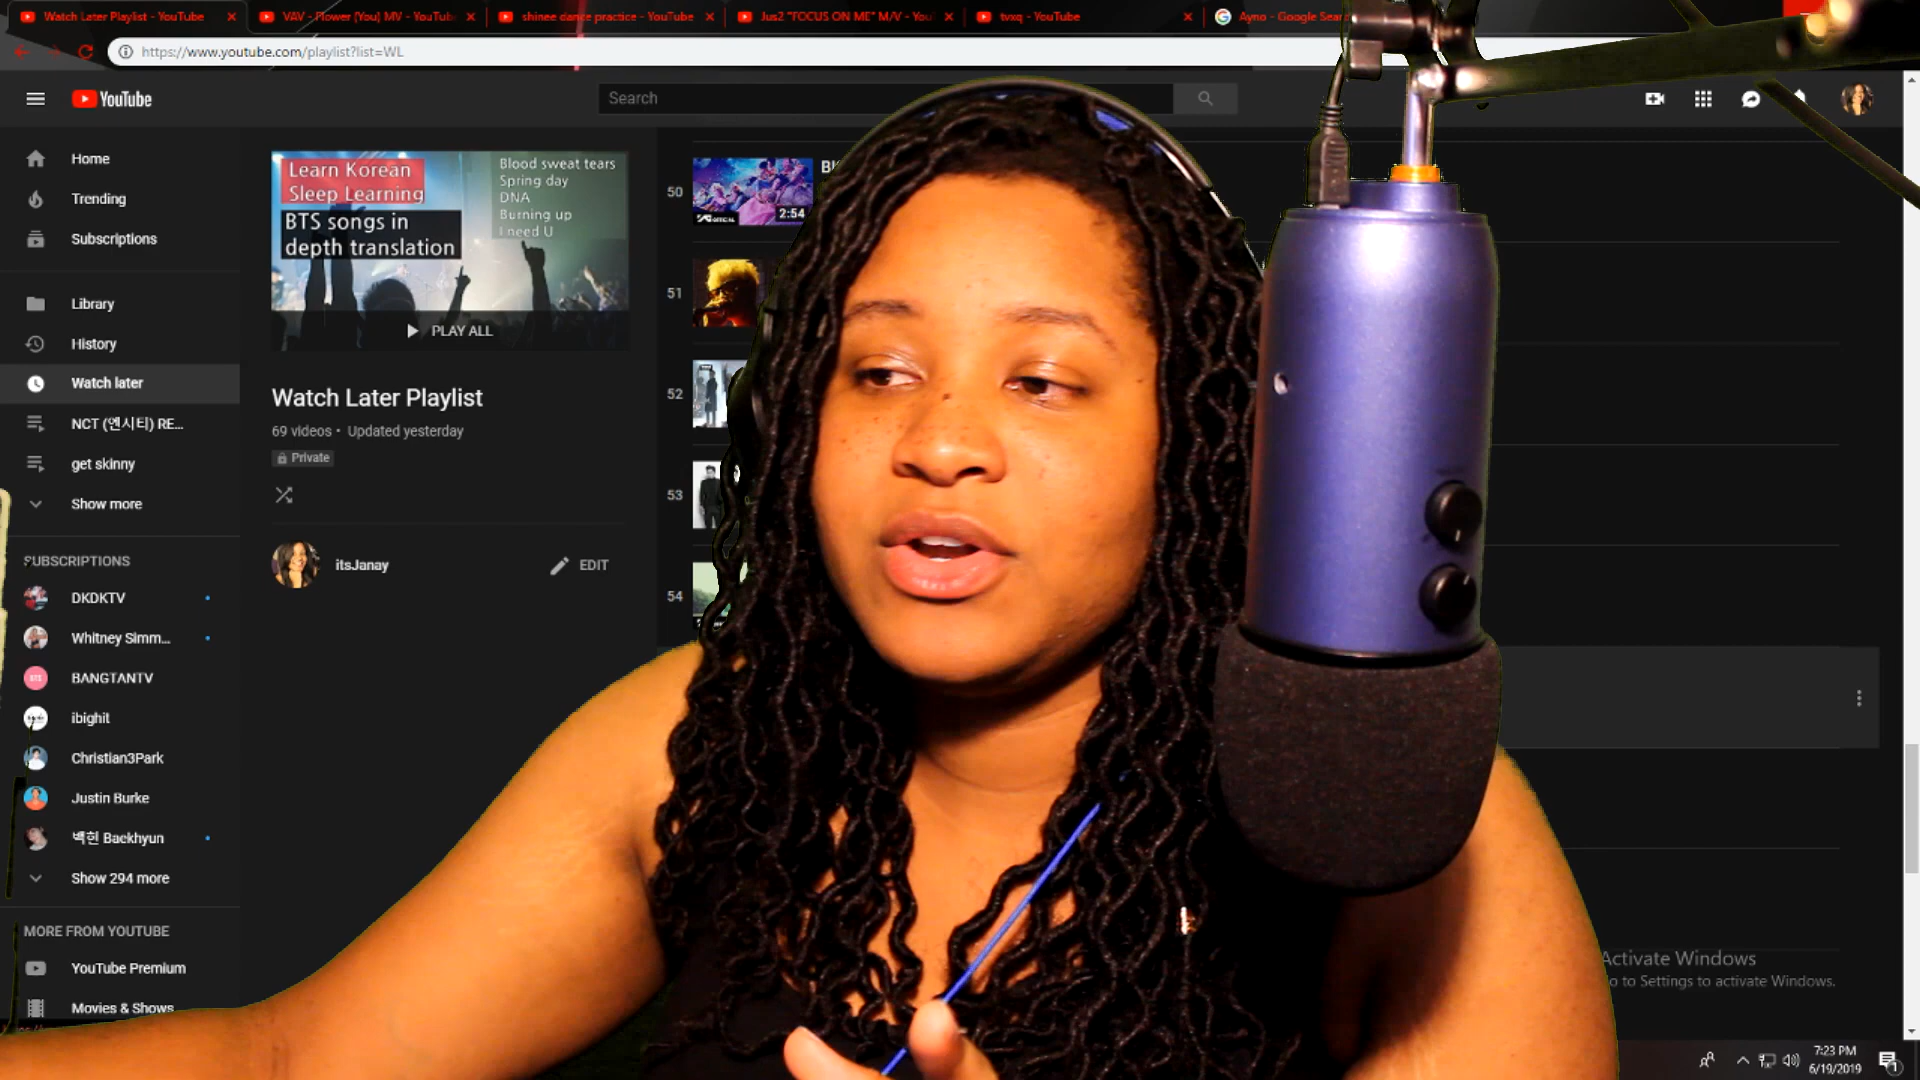 Watch Later Playlist - YouTube
VAV - Flower (You) MV - YouTub
shinee dance practice - YouTube
Jus2 "FOCUS ON ME" M/V - You
tvxq - YouTube
Ayno - Google Sear
https://www.youtube.com/playlist?list=WL
YouTube
Search
Home
Trending
Subscriptions
Library
History
Watch later
NCT (엔시티) RE...
get skinny
Show more
SUBSCRIPTIONS
DKDKTV
Whitney Simm...
BANGTANTV
ibighit
Christian3Park
Justin Burke
백현 Baekhyun
Show 294 more
MORE FROM YOUTUBE
YouTube Premium
Movies & Shows
Learn Korean
Sleep Learning
BTS songs in
depth translation
Blood sweat tears
Spring day
DNA
Burning up
I need U
PLAY ALL
Watch Later Playlist
69 videos • Updated yesterday
Private
itsJanay
EDIT
50
2:54
51
52
53
54
Activate Windows
o to Settings to activate Windows.
7:23 PM
6/19/2019
1